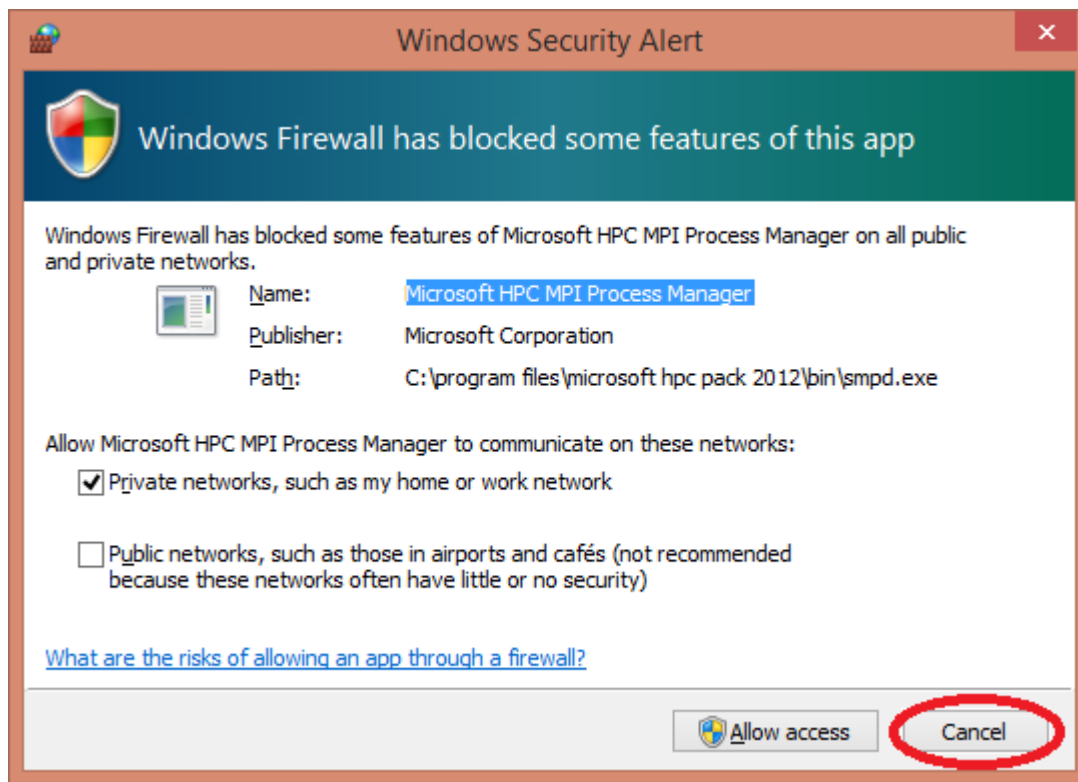 Windows Security Alert
Windows Firewall has blocked some features of this app
Windows Firewall has blocked some features of Microsoft HPC MPI Process Manager on all public
and private networks.
Name: Microsoft HPC MPI Process Manager
Publisher: Microsoft Corporation
Path: C:\program files\microsoft hpc pack 2012\bin\smpd.exe
Allow Microsoft HPC MPI Process Manager to communicate on these networks:
Private networks, such as my home or work network
Public networks, such as those in airports and cafés (not recommended
because these networks often have little or no security)
What are the risks of allowing an app through a firewall?
Allow access Cancel